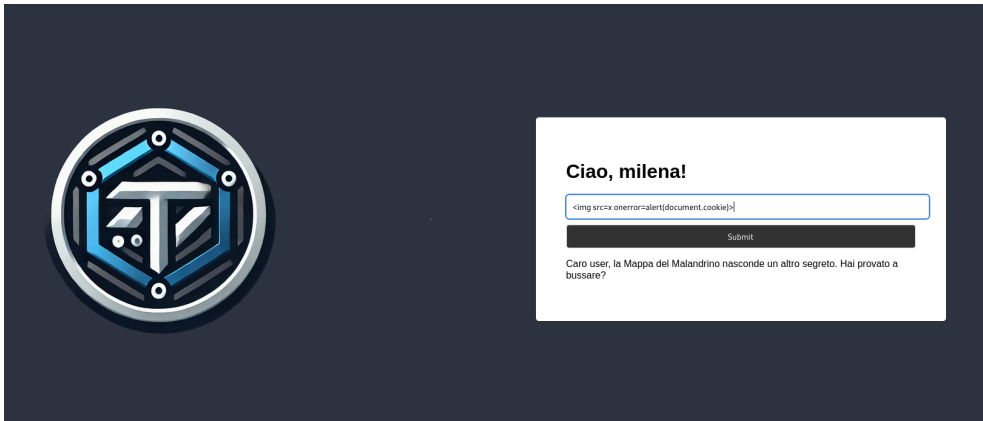 Ciao, milena!
<img src=x onerror=alert(document.cookie)>
Submit
Caro user, la Mappa del Malandrino nasconde un altro segreto. Hai provato a
bussare?